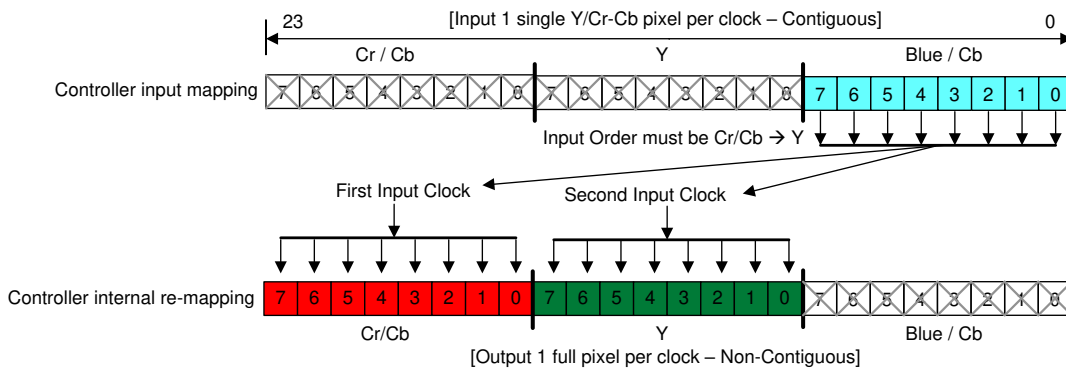 23 [Input 1 single Y/Cr-Cb pixel per clock – Contiguous] 0
Cr / Cb Y Blue / Cb
Controller input mapping 7 6 5 4 3 2 1 0 7 6 5 4 3 2 1 0 7 6 5 4 3 2 1 0
Input Order must be Cr/Cb → Y
First Input Clock Second Input Clock
Controller internal re-mapping 7 6 5 4 3 2 1 0 7 6 5 4 3 2 1 0 7 6 5 4 3 2 1 0
Cr/Cb Y Blue / Cb
[Output 1 full pixel per clock – Non-Contiguous]